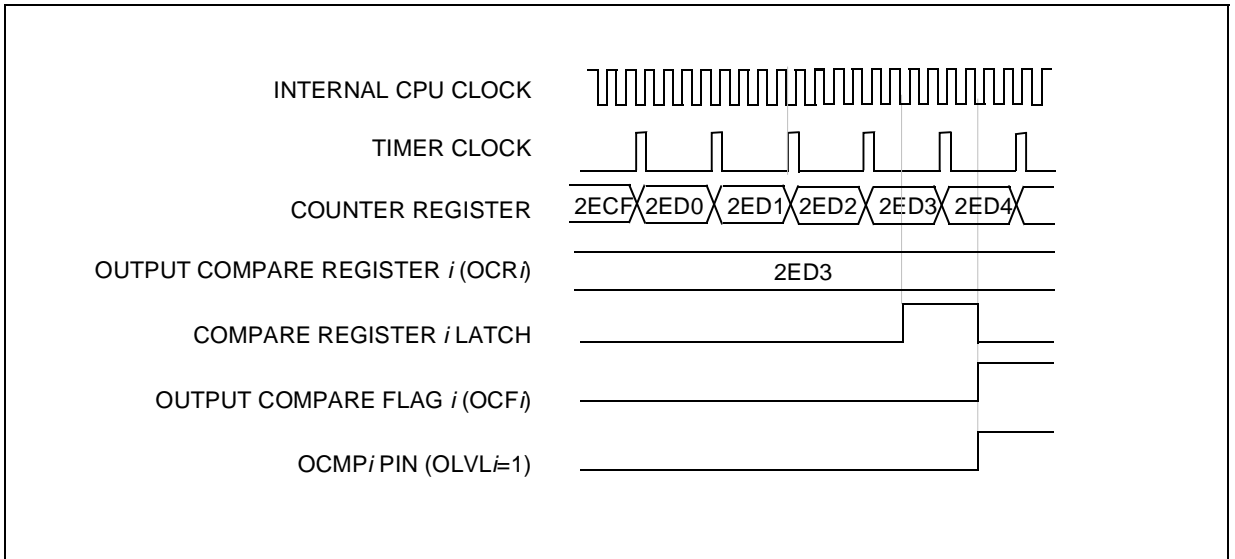 INTERNAL CPU CLOCK
TIMER CLOCK
COUNTER REGISTER 2ECF 2ED0 2ED1 2ED2 2ED3 2ED4
OUTPUT COMPARE REGISTER i (OCRi) 2ED3
COMPARE REGISTER i LATCH
OUTPUT COMPARE FLAG i (OCFi)
OCMPi PIN (OLVLi=1)